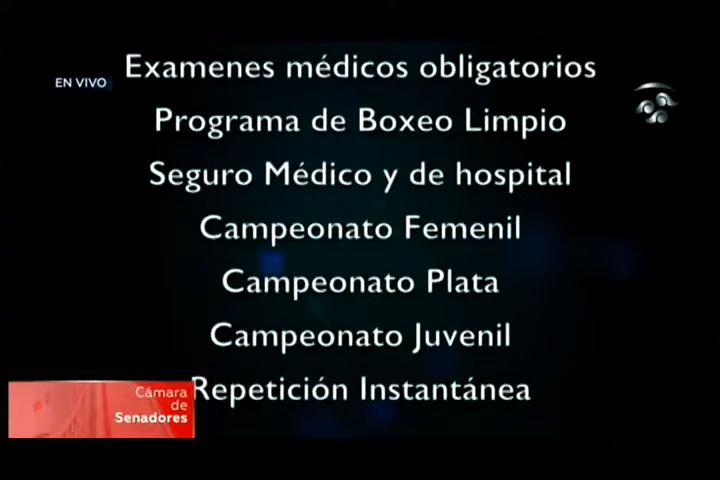 Examenes médicos obligatorios
EN VIVO
Programa de Boxeo Limpio
Seguro Médico y de hospital
Campeonato Femenil
Campeonato Plata
Campeonato Juvenil
Repetición Instantánea
Cámara
de
Senadores